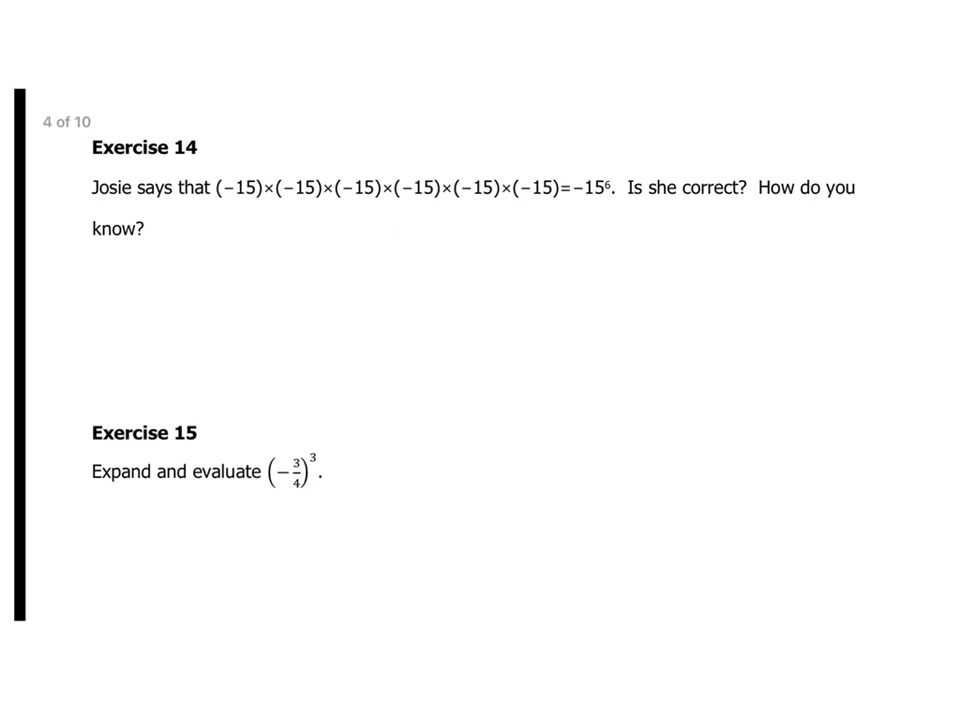 4 of 10
Exercise 14
Josie says that (−15)×(−15)×(−15)×(−15)×(−15)×(−15)=−15⁶. Is she correct? How do you
know?
Exercise 15
Expand and evaluate (−3/4)³.